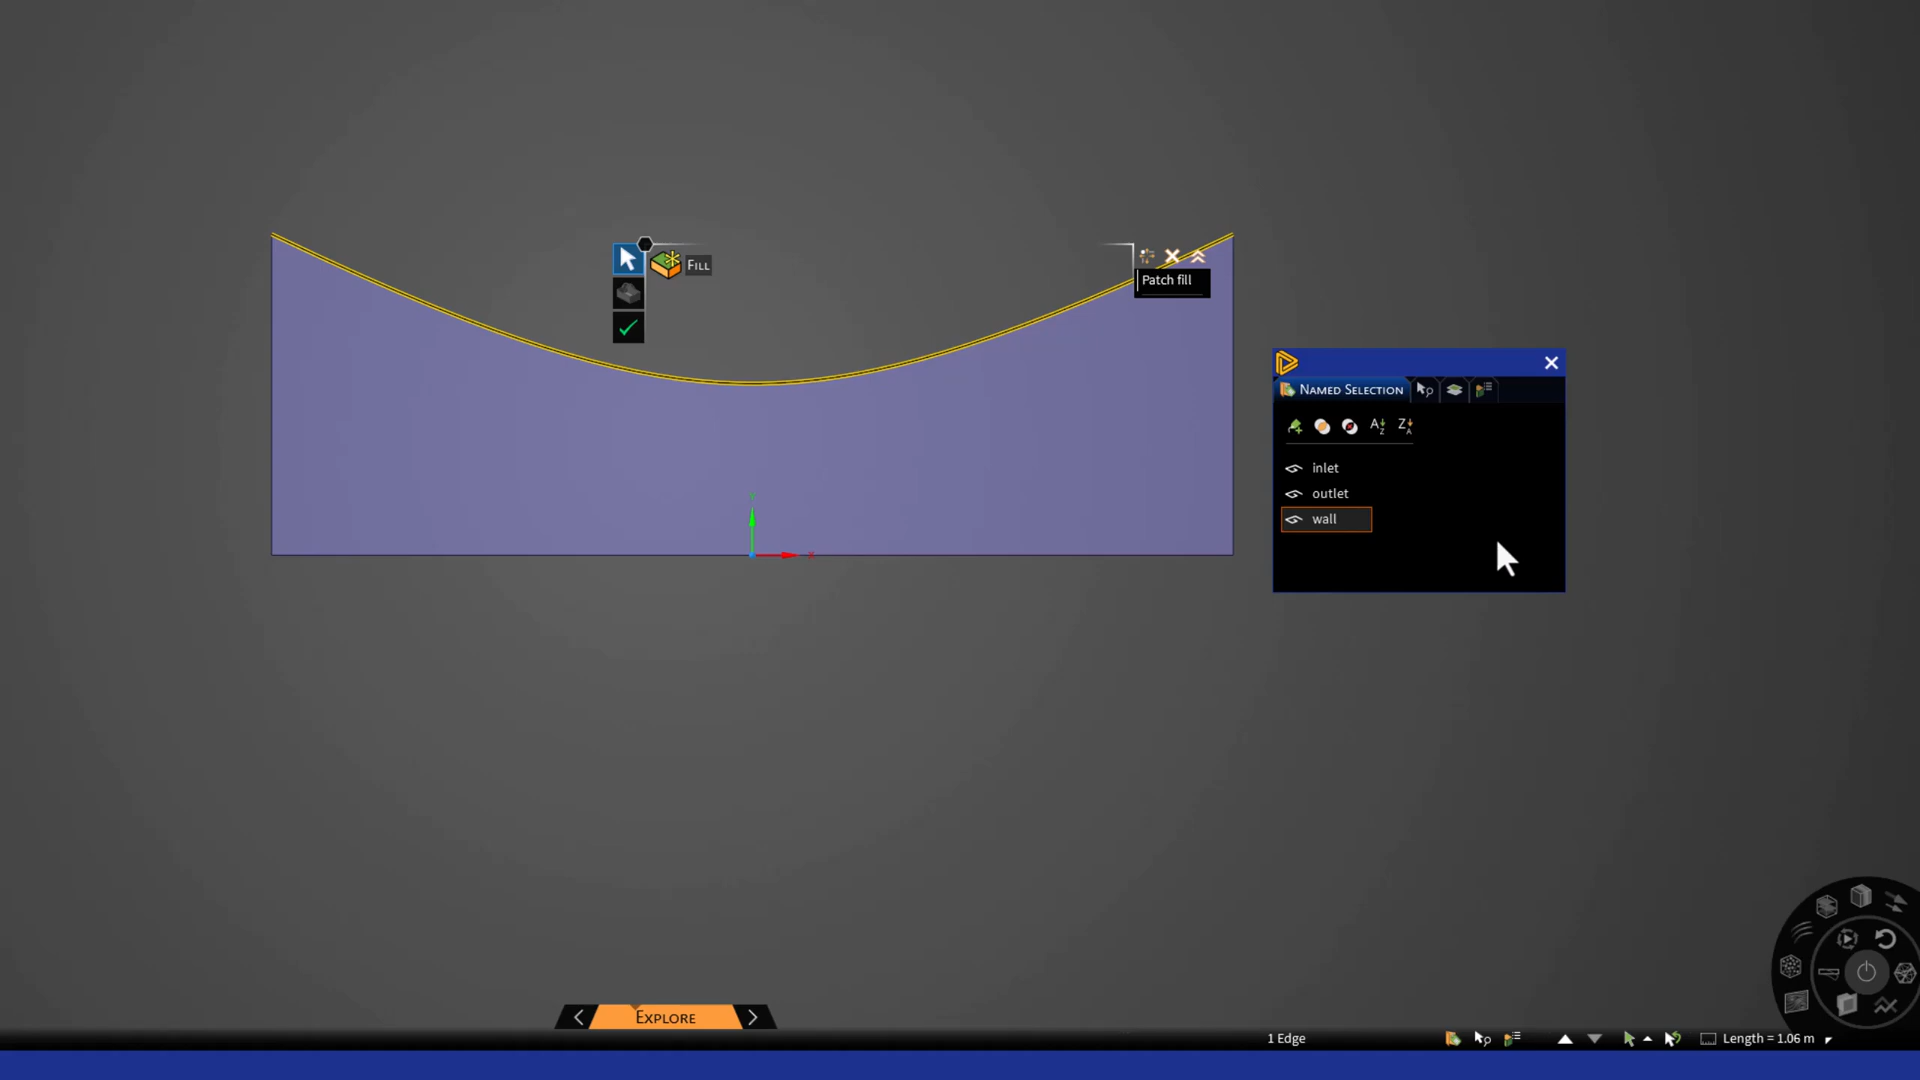 FILL
Patch fill
NAMED SELECTION
inlet
outlet
wall
Y
X
EXPLORE
1 Edge
Length = 1.06 m